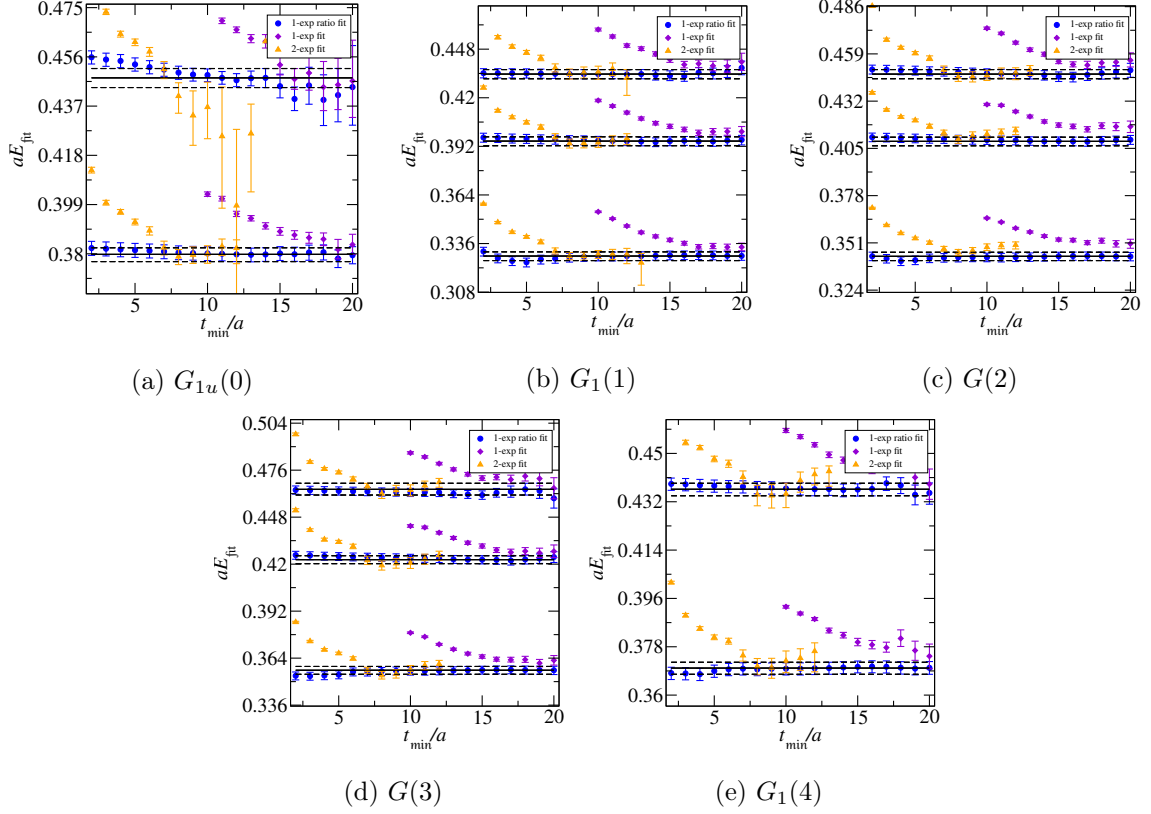 0.475
0.456
0.437
0.418
0.399
0.38
aE_fit
5 10 15 20
t_min/a
1-exp ratio fit
1-exp fit
2-exp fit
(a) G_{1u}(0)
0.448
0.42
0.392
0.364
0.336
0.308
aE_fit
5 10 15 20
t_min/a
1-exp ratio fit
1-exp fit
2-exp fit
(b) G_1(1)
0.486
0.459
0.432
0.405
0.378
0.351
0.324
aE_fit
5 10 15 20
t_min/a
1-exp ratio fit
1-exp fit
2-exp fit
(c) G(2)
0.504
0.476
0.448
0.42
0.392
0.364
0.336
aE_fit
5 10 15 20
t_min/a
1-exp ratio fit
1-exp fit
2-exp fit
(d) G(3)
0.45
0.432
0.414
0.396
0.378
0.36
aE_fit
5 10 15 20
t_min/a
1-exp ratio fit
1-exp fit
2-exp fit
(e) G_1(4)